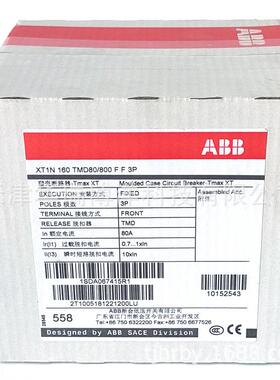 ABB
XT1N 160 TMD80/800 F F 3P
塑壳断路器-Tmax XT Moulded Case Circuit Breaker-Tmax XT
EXECUTION 安装方式 FIXED Assembled Acc.
附件
POLES 极数 3P
TERMINAL 接线方式 FRONT
RELEASE 脱扣器 TMD
In 额定电流 80A
Ir(I1) 过载脱扣电流 0.7...1xIn
Ii(I3) 瞬时短路脱扣电流 10xIn
1SDA067415R1
10152543
2T1005161221200LU
558
ABB新会低压开关有限公司
Designed by ABB SACE Division